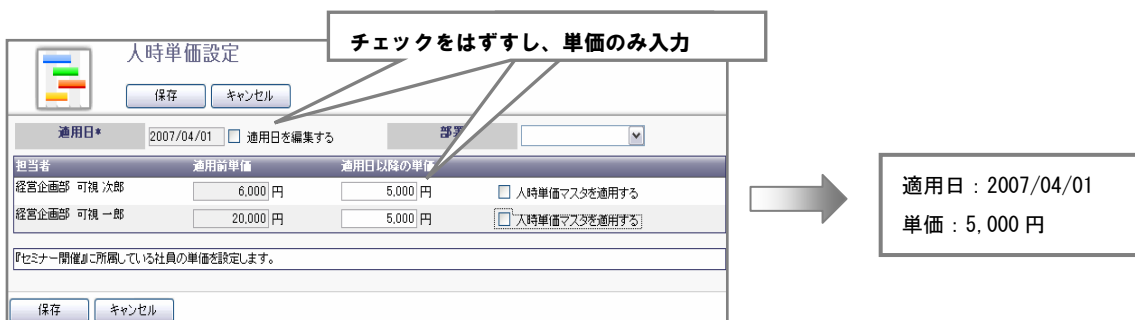 チェックをはずすし、単価のみ入力
人時単価設定
保存 キャンセル
適用日* 2007/04/01 適用日を編集する 部署
担当者 適用前単価 適用日以降の単価
経営企画部 可視 次郎 6,000 円 5,000 円 人時単価マスタを適用する
経営企画部 可視 一郎 20,000 円 5,000 円 人時単価マスタを適用する
『セミナー開催』に所属している社員の単価を設定します。
保存 キャンセル
適用日：2007/04/01
単価：5,000 円